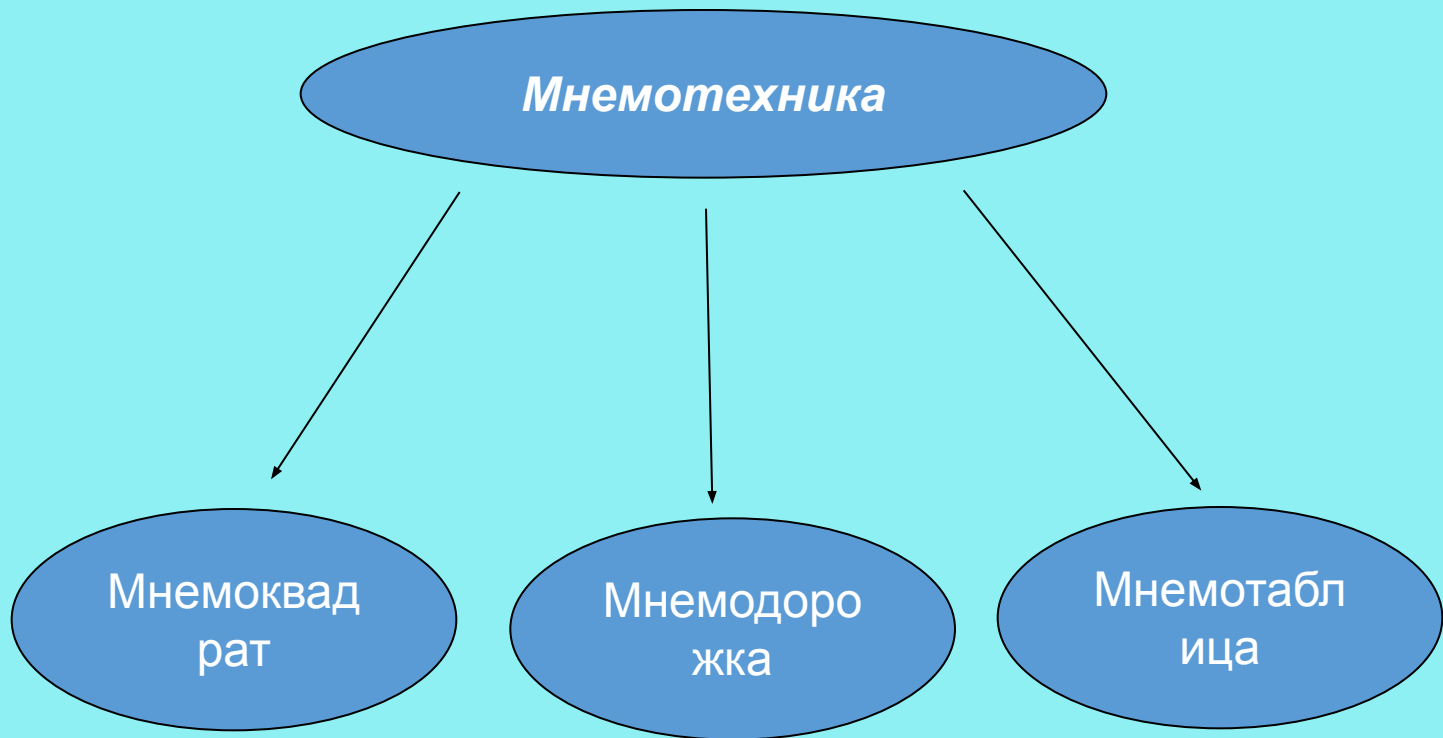 Мнемотехника
Мнемоквад
рат
Мнемодоро
жка
Мнемотабл
ица